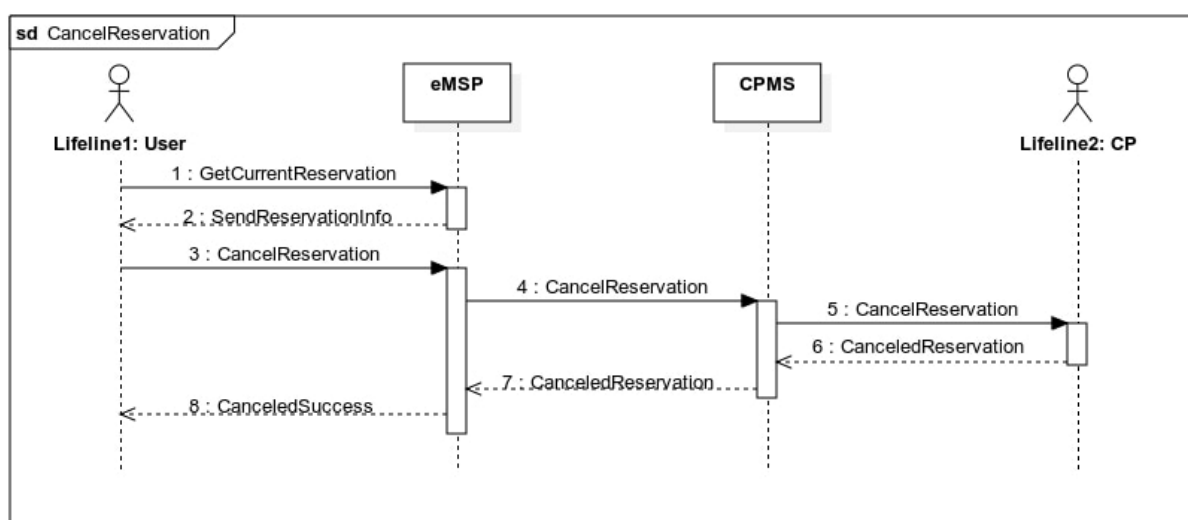 sd CancelReservation
eMSP
CPMS
Lifeline1: User
Lifeline2: CP
1 : GetCurrentReservation
2 : SendReservationInfo
3 : CancelReservation
4 : CancelReservation
5 : CancelReservation
6 : CanceledReservation
7 : CanceledReservation
8 : CanceledSuccess